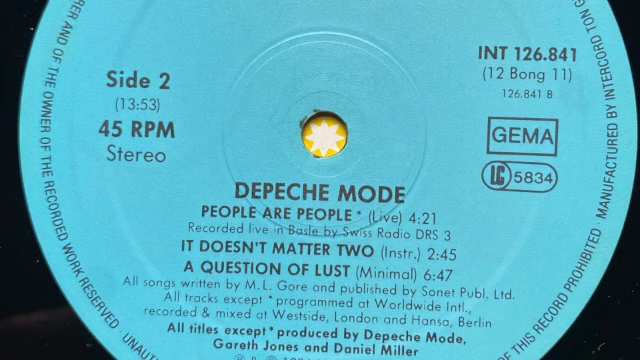 RER AND OF THE OWNER OF THE RECORDED WORK RESERVED UNAUT
Side 2
(13:53)
45 RPM
Stereo
INT 126.841
(12 Bong 11)
126.841 B
GEMA
LC 5834
DEPECHE MODE
PEOPLE ARE PEOPLE * (Live) 4:21
Recorded live in Basle by Swiss Radio DRS 3
IT DOESN'T MATTER TWO (Instr.) 2:45
A QUESTION OF LUST (Minimal) 6:47
All songs written by M.L. Gore and published by Sonet Publ. Ltd.
All tracks except * programmed at Worldwide Intl.,
recorded & mixed at Westside, London and Hansa, Berlin
All titles except * produced by Depeche Mode,
Gareth Jones and Daniel Miller
OF THIS RECORD PROHIBITED MANUFACTURED BY INTERCORD TON G